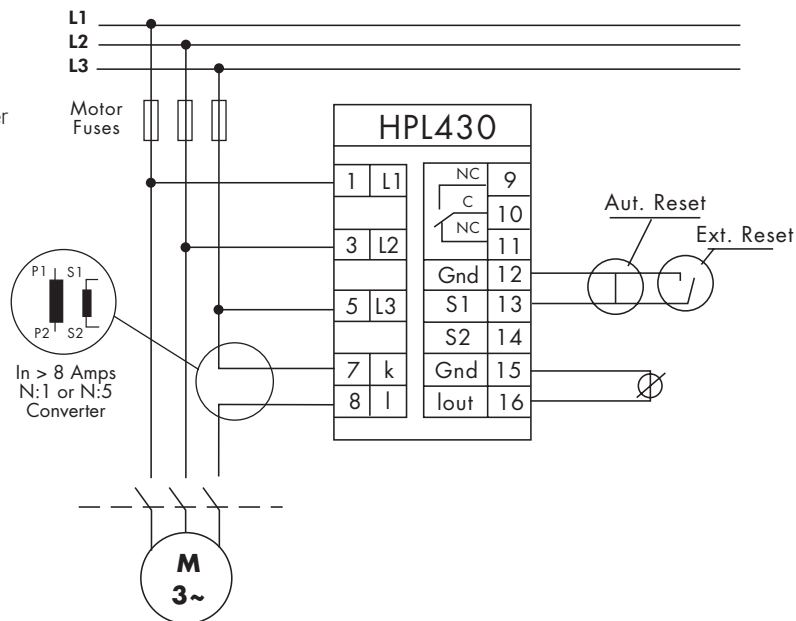 L1
L2
L3
er
Motor
Fuses
HPL430
1 L1
3 L2
5 L3
7 k
8 l
NC 9
C 10
NC 11
Gnd 12
S1 13
S2 14
Gnd 15
Iout 16
Aut. Reset
Ext. Reset
P1 S1
P2 S2
In > 8 Amps
N:1 or N:5
Converter
M
3~